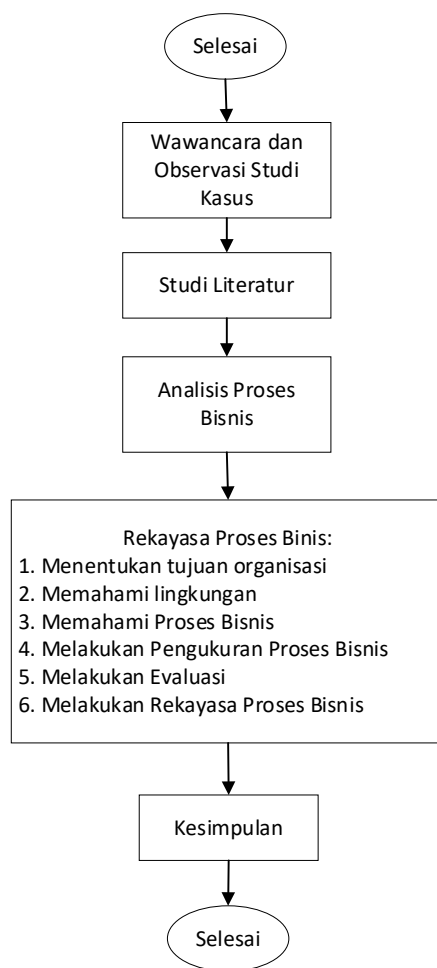 Selesai
Wawancara dan
Observasi Studi
Kasus
Studi Literatur
Analisis Proses
Bisnis
Rekayasa Proses Binis:
1. Menentukan tujuan organisasi
2. Memahami lingkungan
3. Memahami Proses Bisnis
4. Melakukan Pengukuran Proses Bisnis
5. Melakukan Evaluasi
6. Melakukan Rekayasa Proses Bisnis
Kesimpulan
Selesai